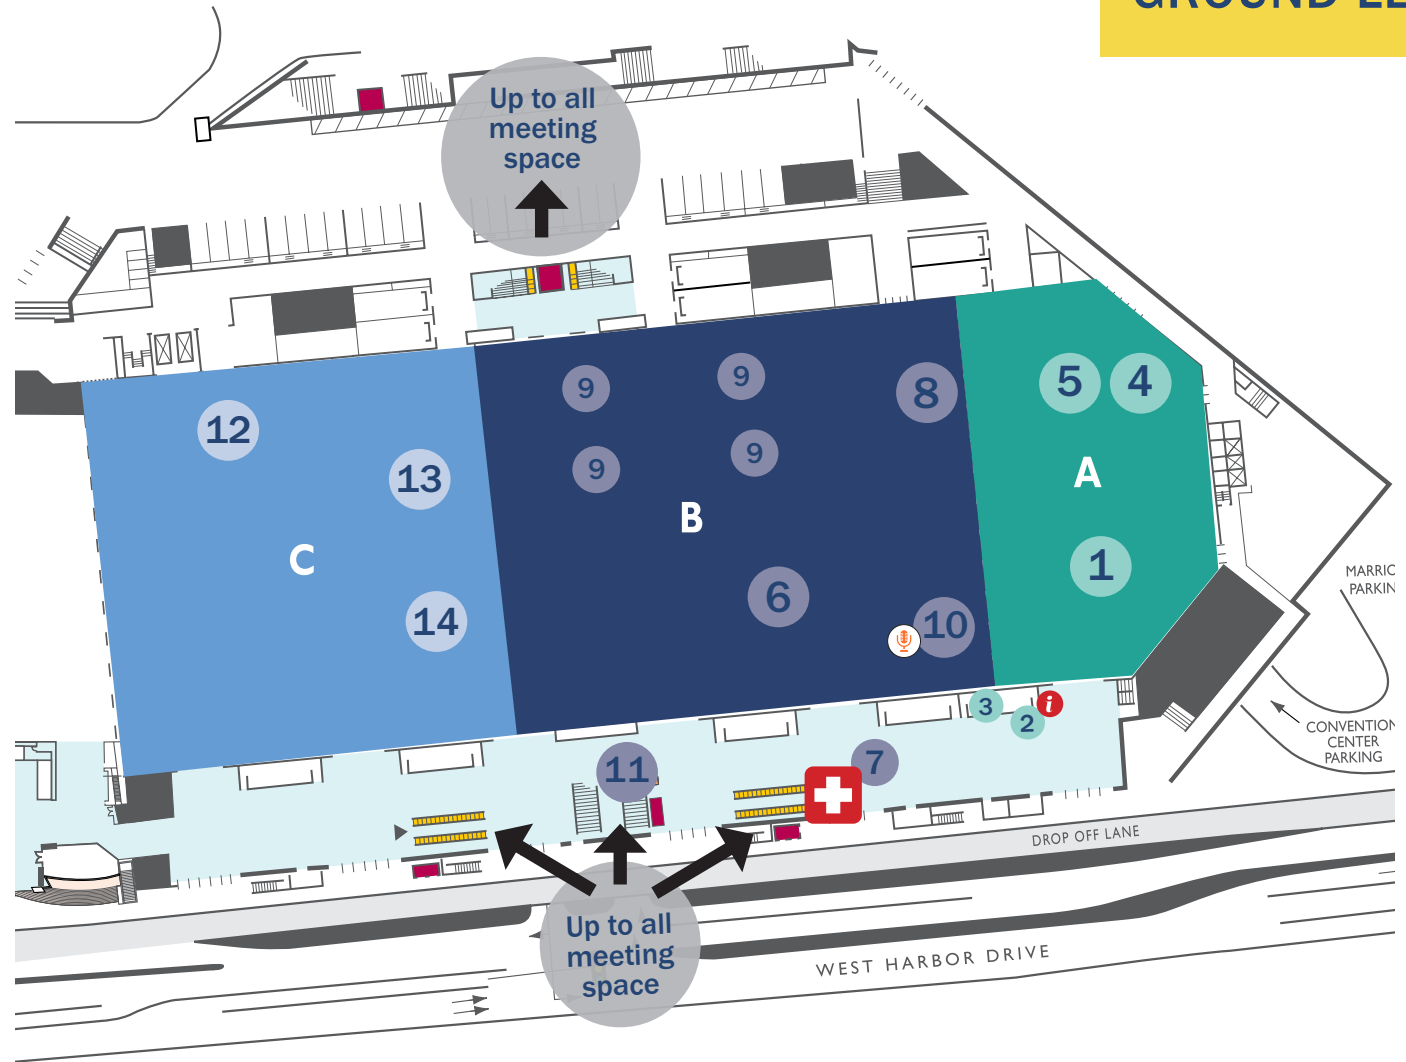 Up to all
meeting
space
12
13
14
C
9
9
9
9
8
B
6
10
5
4
A
1
3
2
i
11
7
MARRIO
PARKIN
CONVENTION
CENTER
PARKING
DROP OFF LANE
WEST HARBOR DRIVE
Up to all
meeting
space